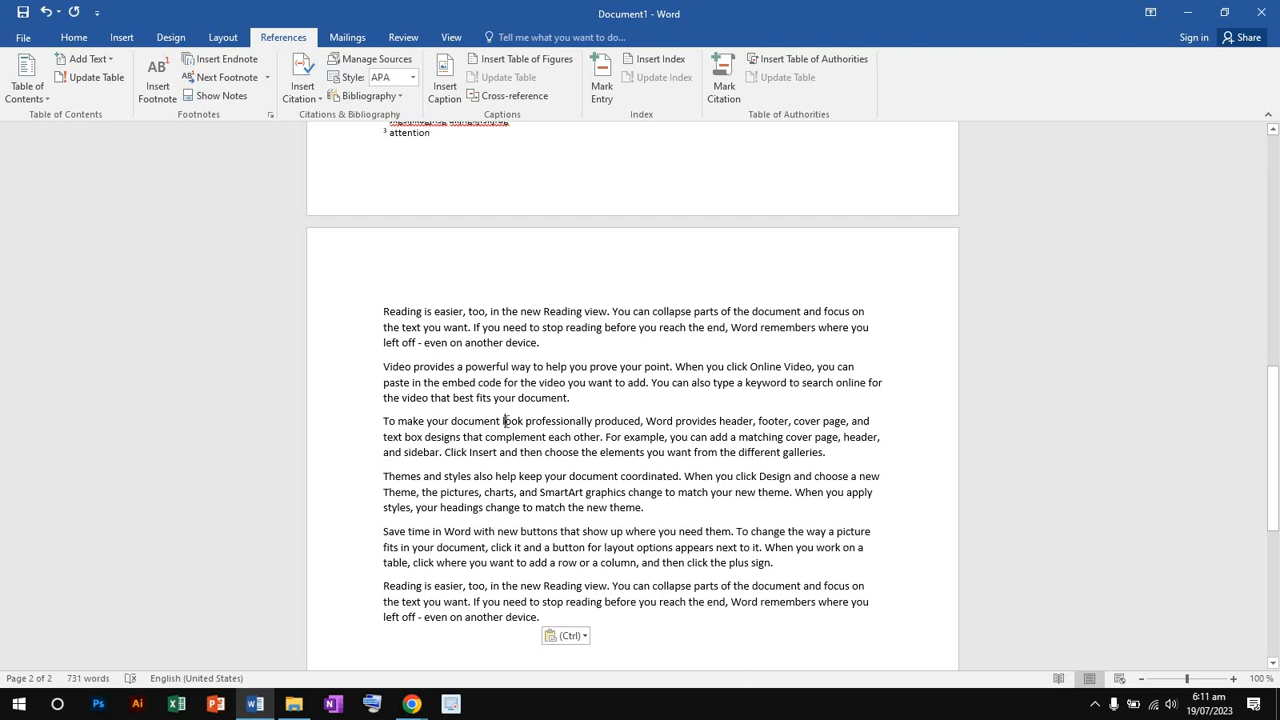 Document1 - Word
File Home Insert Design Layout References Mailings Review View Tell me what you want to do... Sign in Share
Table of Contents
Add Text
Update Table
Table of Contents
AB¹
Insert Footnote
Insert Endnote
Next Footnote
Show Notes
Footnotes
Insert Citation
Manage Sources
Style: APA
Bibliography
Citations & Bibliography
Insert Caption
Insert Table of Figures
Update Table
Cross-reference
Captions
Mark Entry
Insert Index
Update Index
Index
Mark Citation
Insert Table of Authorities
Update Table
Table of Authorities
3 attention
Reading is easier, too, in the new Reading view. You can collapse parts of the document and focus on
the text you want. If you need to stop reading before you reach the end, Word remembers where you
left off - even on another device.
Video provides a powerful way to help you prove your point. When you click Online Video, you can
paste in the embed code for the video you want to add. You can also type a keyword to search online for
the video that best fits your document.
To make your document look professionally produced, Word provides header, footer, cover page, and
text box designs that complement each other. For example, you can add a matching cover page, header,
and sidebar. Click Insert and then choose the elements you want from the different galleries.
Themes and styles also help keep your document coordinated. When you click Design and choose a new
Theme, the pictures, charts, and SmartArt graphics change to match your new theme. When you apply
styles, your headings change to match the new theme.
Save time in Word with new buttons that show up where you need them. To change the way a picture
fits in your document, click it and a button for layout options appears next to it. When you work on a
table, click where you want to add a row or a column, and then click the plus sign.
Reading is easier, too, in the new Reading view. You can collapse parts of the document and focus on
the text you want. If you need to stop reading before you reach the end, Word remembers where you
left off - even on another device.
(Ctrl)
Page 2 of 2 731 words English (United States) 100 %
Ps Ai
6:11 am
19/07/2023